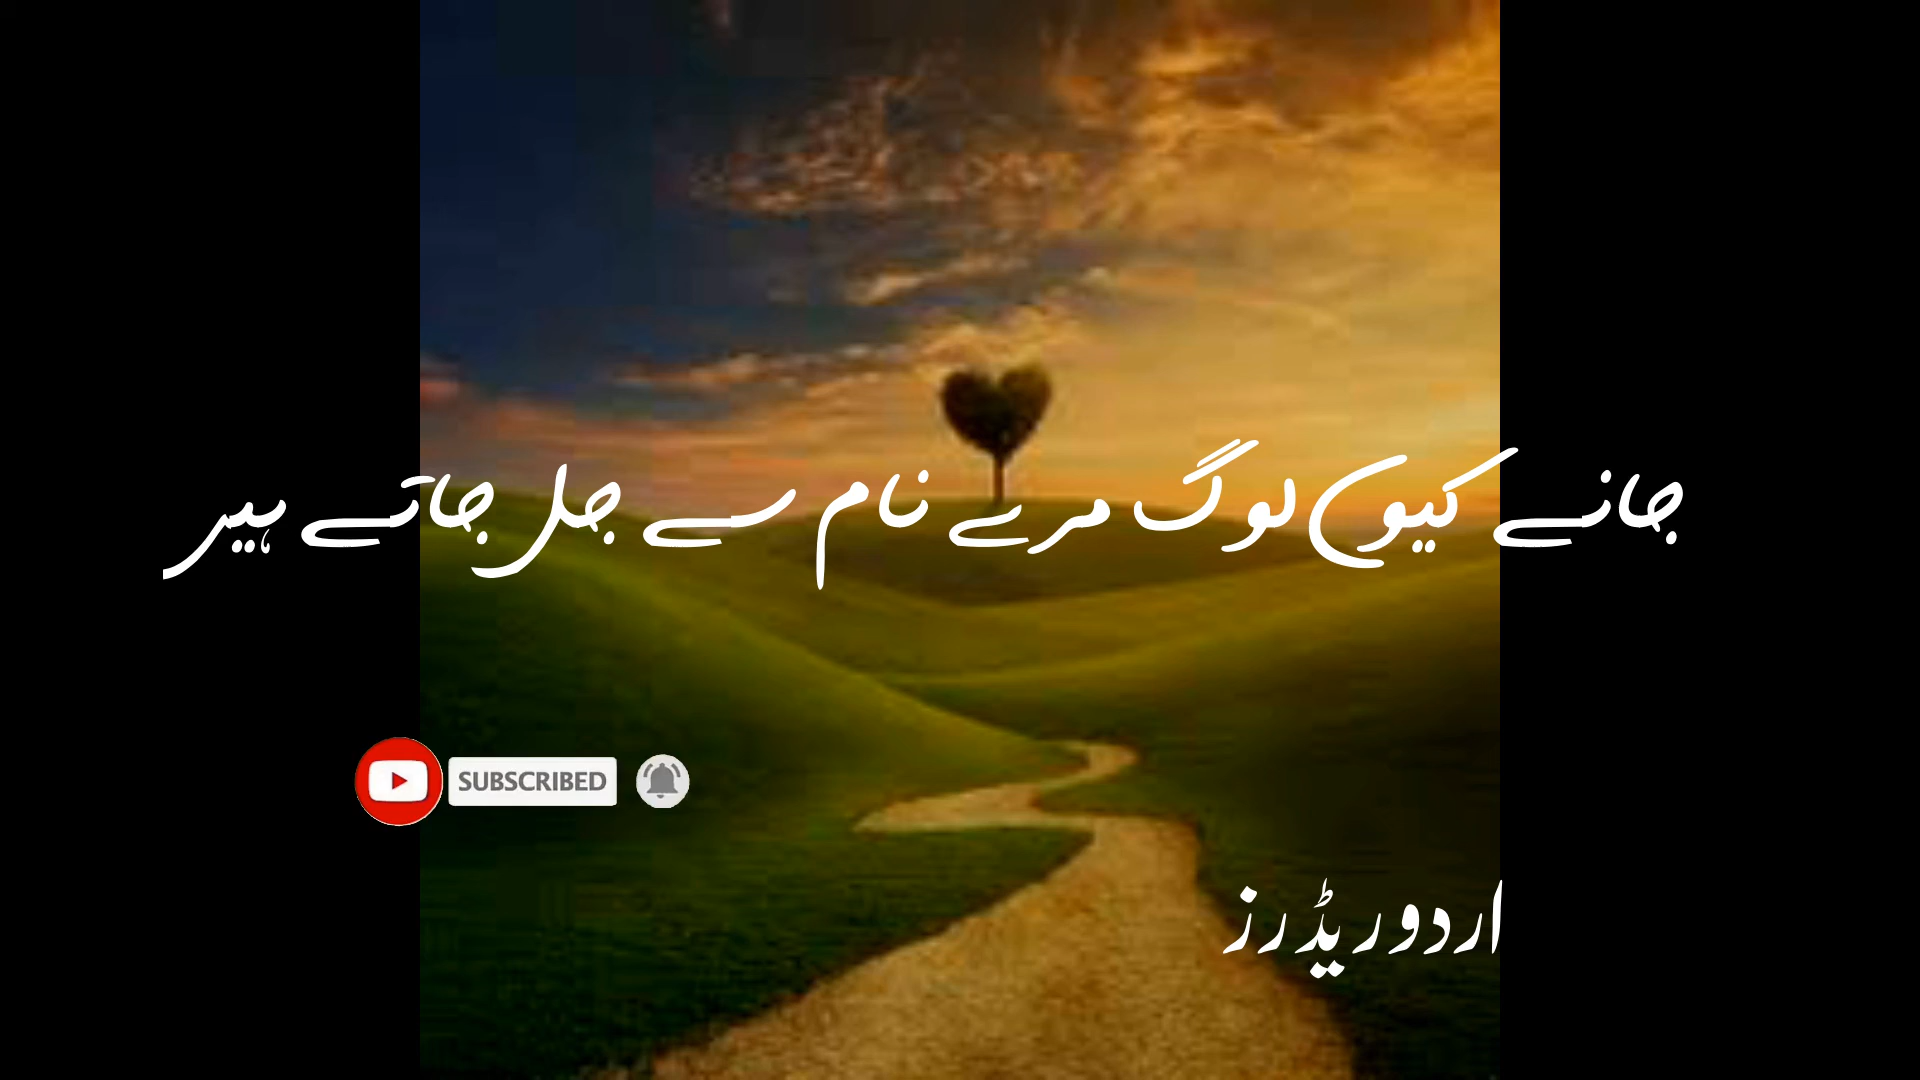 جانے کیوں لوگ مرے نام سے جل جاتے ہیں
SUBSCRIBED
اردو ریڈرز